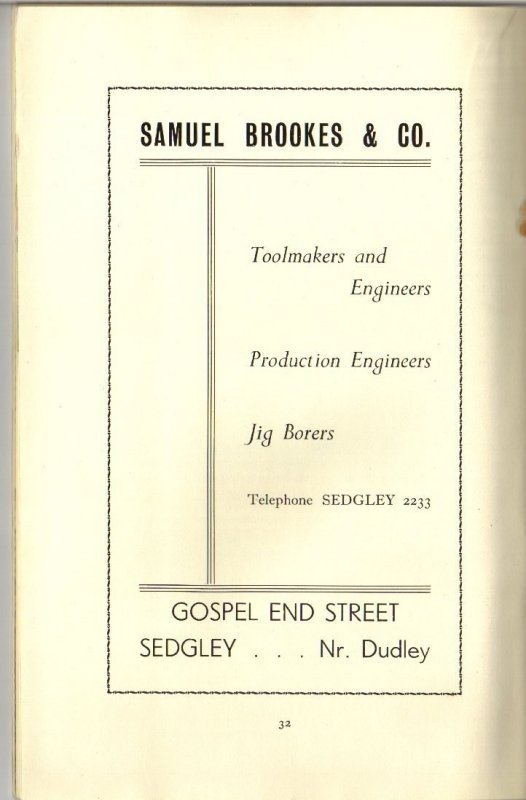 SAMUEL BROOKES & CO.
Toolmakers and
Engineers
Production Engineers
Jig Borers
Telephone SEDGLEY 2233
GOSPEL END STREET
SEDGLEY . . . Nr. Dudley
32